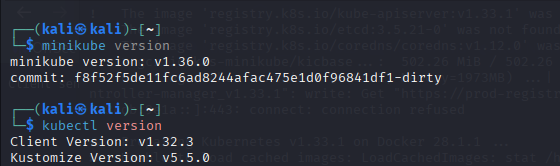 ┌──(kali㉿kali)-[~]
└─$ minikube version
minikube version: v1.36.0
commit: f8f52f5de11fc6ad8244afac475e1d0f96841df1-dirty
┌──(kali㉿kali)-[~]
└─$ kubectl version
Client Version: v1.32.3
Kustomize Version: v5.5.0